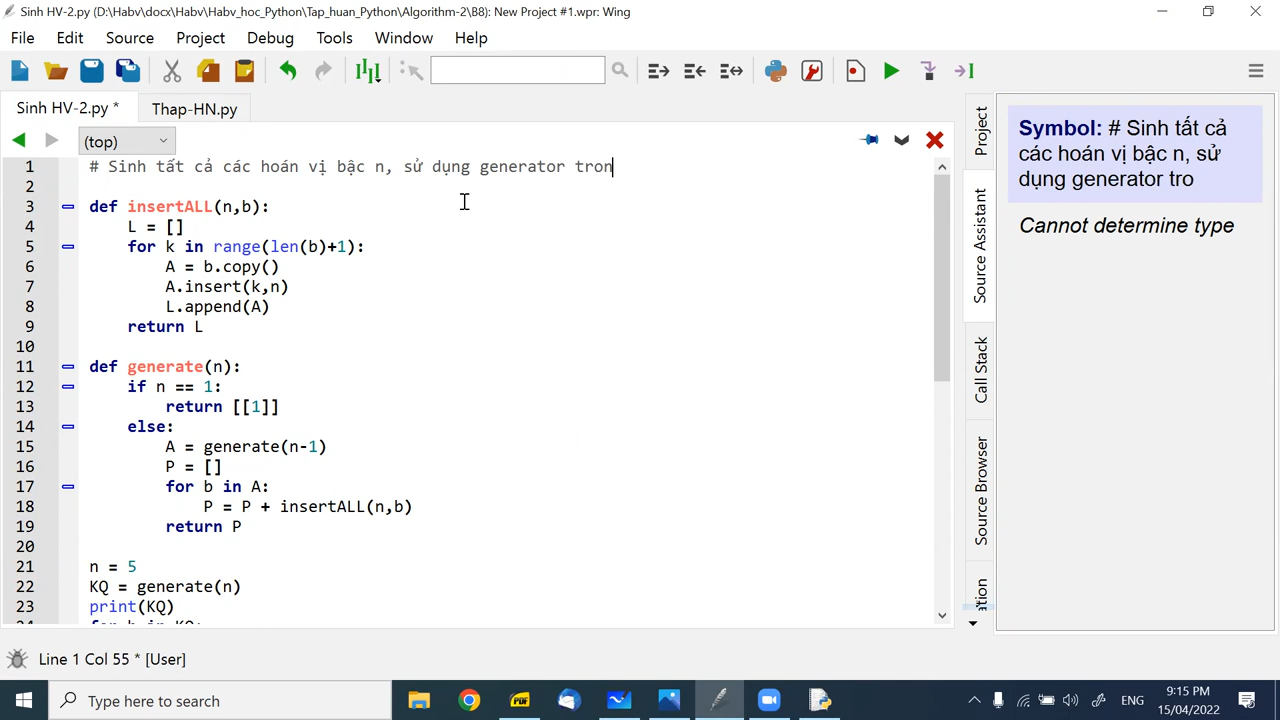 Sinh HV-2.py (D:\Habv\docx\Habv\Habv_hoc_Python\Tap_huan_Python\Algorithm-2\B8): New Project #1.wpr: Wing
File Edit Source Project Debug Tools Window Help
Sinh HV-2.py * Thap-HN.py
(top)
1 # Sinh tất cả các hoán vị bậc n, sử dụng generator tron
2
3 def insertALL(n,b):
4 L = []
5 for k in range(len(b)+1):
6 A = b.copy()
7 A.insert(k,n)
8 L.append(A)
9 return L
10
11 def generate(n):
12 if n == 1:
13 return [[1]]
14 else:
15 A = generate(n-1)
16 P = []
17 for b in A:
18 P = P + insertALL(n,b)
19 return P
20
21 n = 5
22 KQ = generate(n)
23 print(KQ)
24 for b in KQ:
Project
Source Assistant
Call Stack
Source Browser
Symbol: # Sinh tất cả
các hoán vị bậc n, sử
dụng generator tro
Cannot determine type
Line 1 Col 55 * [User]
Type here to search
PDF
ENG
9:15 PM
15/04/2022